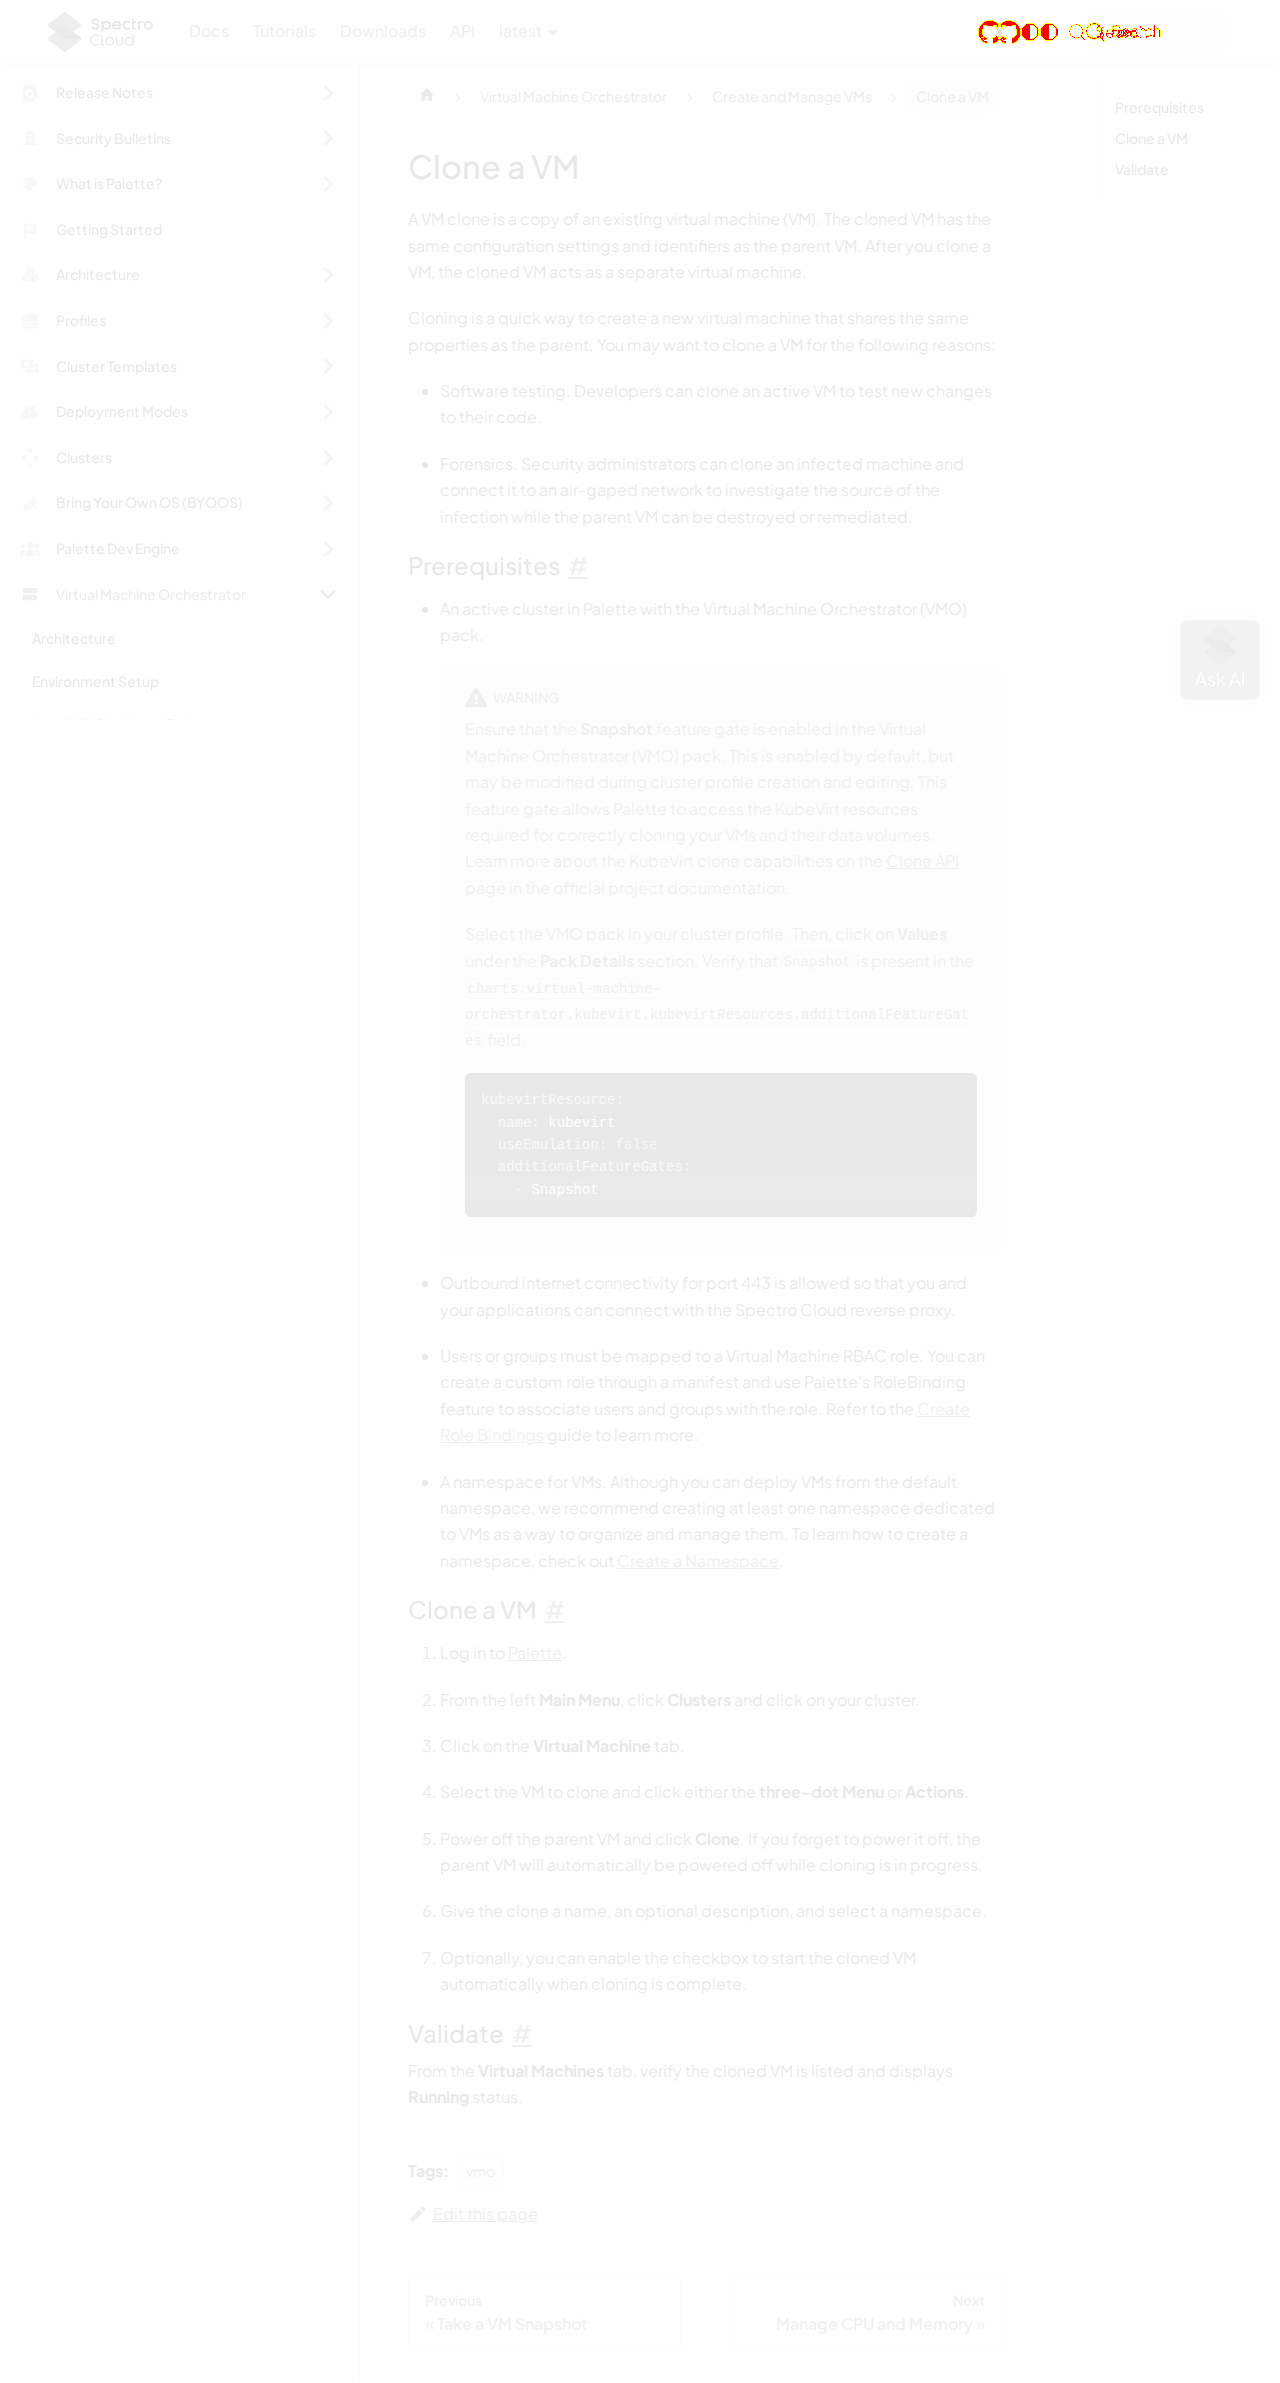 Spectro
Cloud
Docs
Tutorials
Downloads
API
latest
Release Notes
Security Bulletins
What is Palette?
Getting Started
Architecture
Profiles
Cluster Templates
Deployment Modes
Clusters
Bring Your Own OS (BYOOS)
Palette Dev Engine
Virtual Machine Orchestrator
Architecture
Environment Setup
Virtual Machine Orchestrator
Create and Manage VMs
Clone a VM
Clone a VM
A VM clone is a copy of an existing virtual machine (VM). The cloned VM has the
same configuration settings and identifiers as the parent VM. After you clone a
VM, the cloned VM acts as a separate virtual machine.
Cloning is a quick way to create a new virtual machine that shares the same
properties as the parent. You may want to clone a VM for the following reasons:
Software testing. Developers can clone an active VM to test new changes
to their code.
Forensics. Security administrators can clone an infected machine and
connect it to an air-gaped network to investigate the source of the
infection while the parent VM can be destroyed or remediated.
Prerequisites #
An active cluster in Palette with the Virtual Machine Orchestrator (VMO)
pack.
WARNING
Ensure that the Snapshot feature gate is enabled in the Virtual
Machine Orchestrator (VMO) pack. This is enabled by default, but
may be modified during cluster profile creation and editing. This
feature gate allows Palette to access the KubeVirt resources
required for correctly cloning your VMs and their data volumes.
Learn more about the KubeVirt clone capabilities on the Clone API
page in the official project documentation.
Select the VMO pack in your cluster profile. Then, click on Values
under the Pack Details section. Verify that Snapshot is present in the
charts.virtual-machine-
orchestrator.kubevirt.kubevirtResources.additionalFeatureGat
es field.
kubevirtResource:
name: kubevirt
useEmulation: false
additionalFeatureGates:
- Snapshot
Outbound internet connectivity for port 443 is allowed so that you and
your applications can connect with the Spectro Cloud reverse proxy.
Users or groups must be mapped to a Virtual Machine RBAC role. You can
create a custom role through a manifest and use Palette's RoleBinding
feature to associate users and groups with the role. Refer to the Create
Role Bindings guide to learn more.
A namespace for VMs. Although you can deploy VMs from the default
namespace, we recommend creating at least one namespace dedicated
to VMs as a way to organize and manage them. To learn how to create a
namespace, check out Create a Namespace.
Clone a VM #
1. Log in to Palette.
2. From the left Main Menu, click Clusters and click on your cluster.
3. Click on the Virtual Machine tab.
4. Select the VM to clone and click either the three-dot Menu or Actions.
5. Power off the parent VM and click Clone. If you forget to power it off, the
parent VM will automatically be powered off while cloning is in progress.
6. Give the clone a name, an optional description, and select a namespace.
7. Optionally, you can enable the checkbox to start the cloned VM
automatically when cloning is complete.
Validate #
From the Virtual Machines tab, verify the cloned VM is listed and displays
Running status.
Tags: vmo
Edit this page
Previous
« Take a VM Snapshot
Next
Manage CPU and Memory »
Prerequisites
Clone a VM
Validate
Ask AI